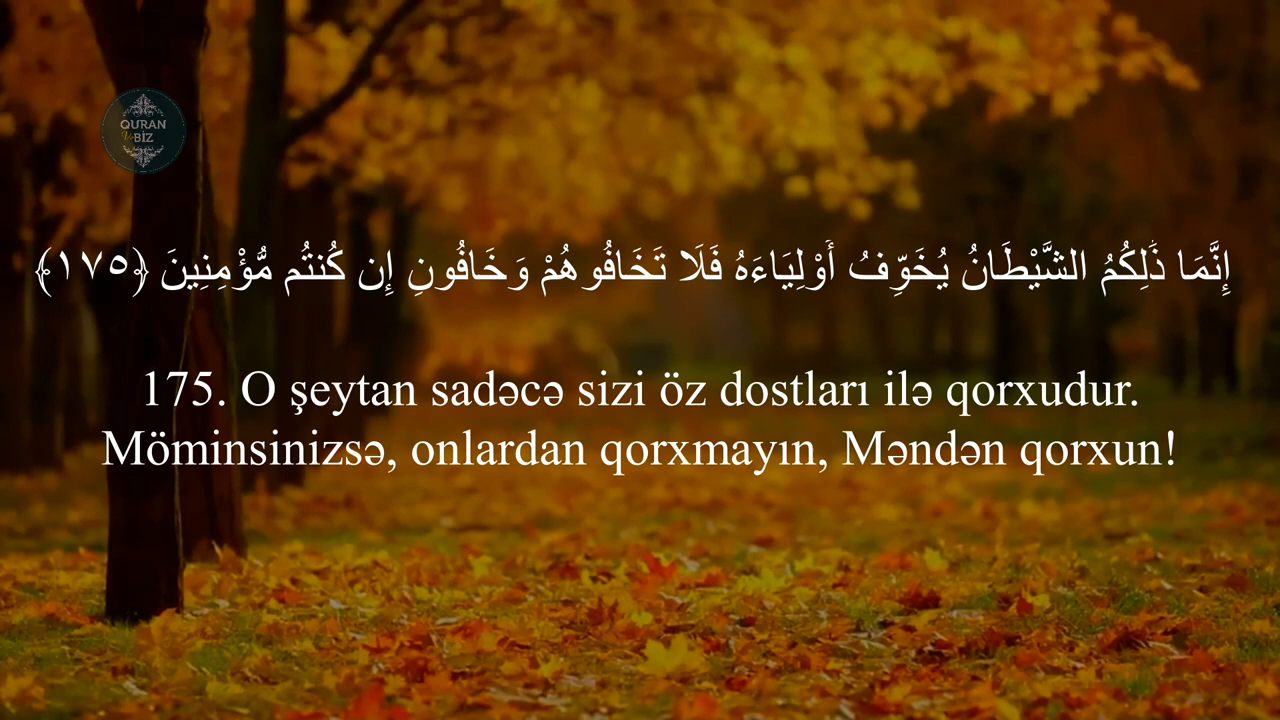 QURAN
Və
BİZ
إِنَّمَا ذَٰلِكُمُ الشَّيْطَانُ يُخَوِّفُ أَوْلِيَاءَهُ فَلَا تَخَافُوهُمْ وَخَافُونِ إِن كُنتُم مُّؤْمِنِينَ ﴿١٧٥﴾
175. O şeytan sadəcə sizi öz dostları ilə qorxudur.
Möminsinizsə, onlardan qorxmayın, Məndən qorxun!